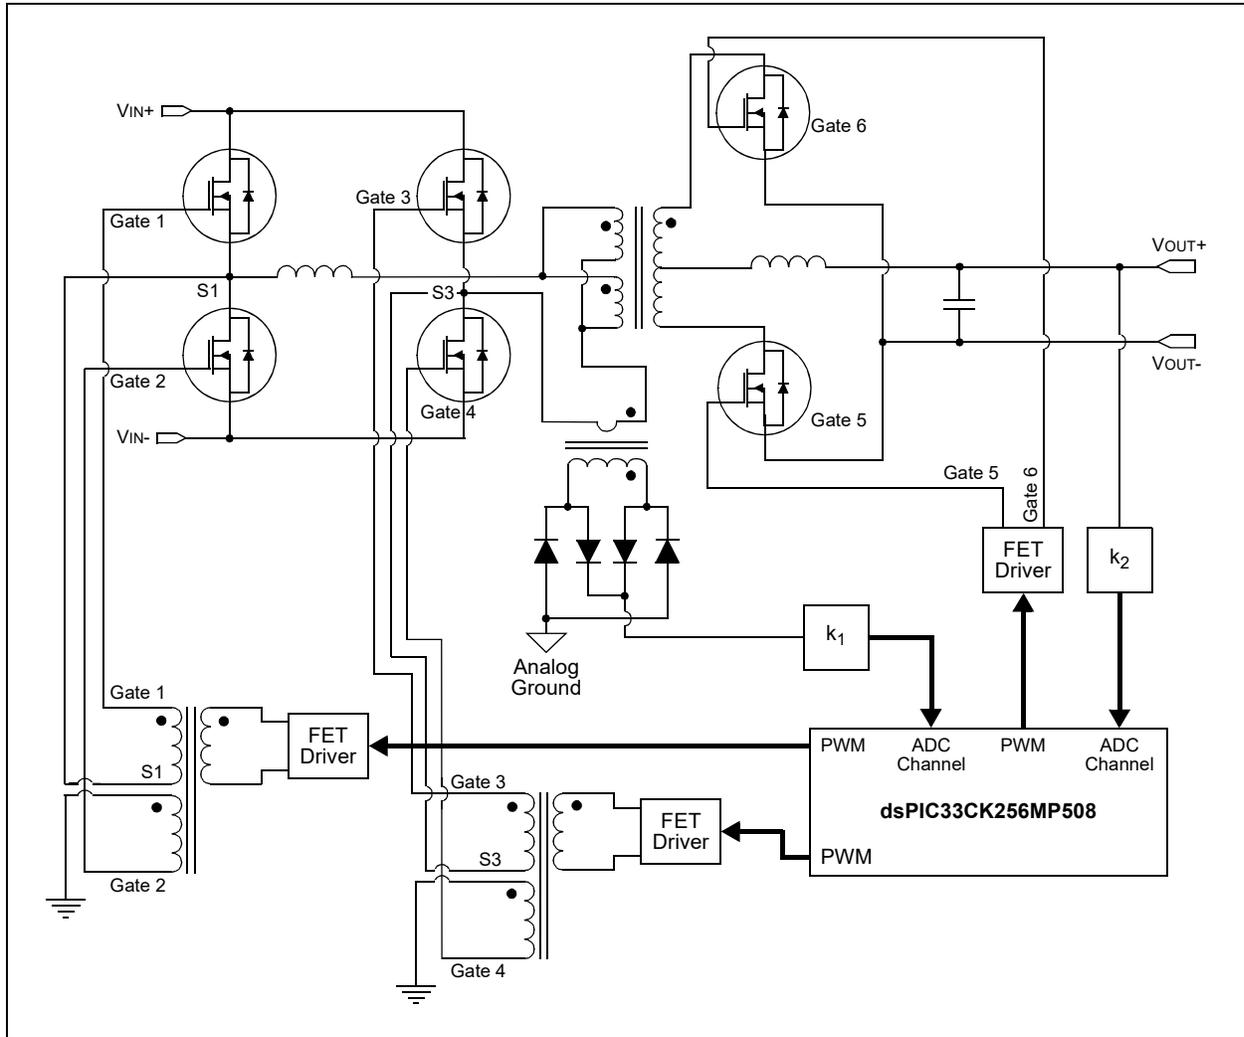 VIN+
Gate 6
Gate 3
Gate 1
VOUT+
S1
S3
VOUT-
Gate 2
Gate 4
Gate 5
VIN-
Gate 5
Gate 6
FET
Driver
k2
k1
Analog
Ground
Gate 1
FET
Driver
S1
Gate 2
PWM
ADC
Channel
PWM
ADC
Channel
dsPIC33CK256MP508
PWM
Gate 3
FET
Driver
S3
Gate 4